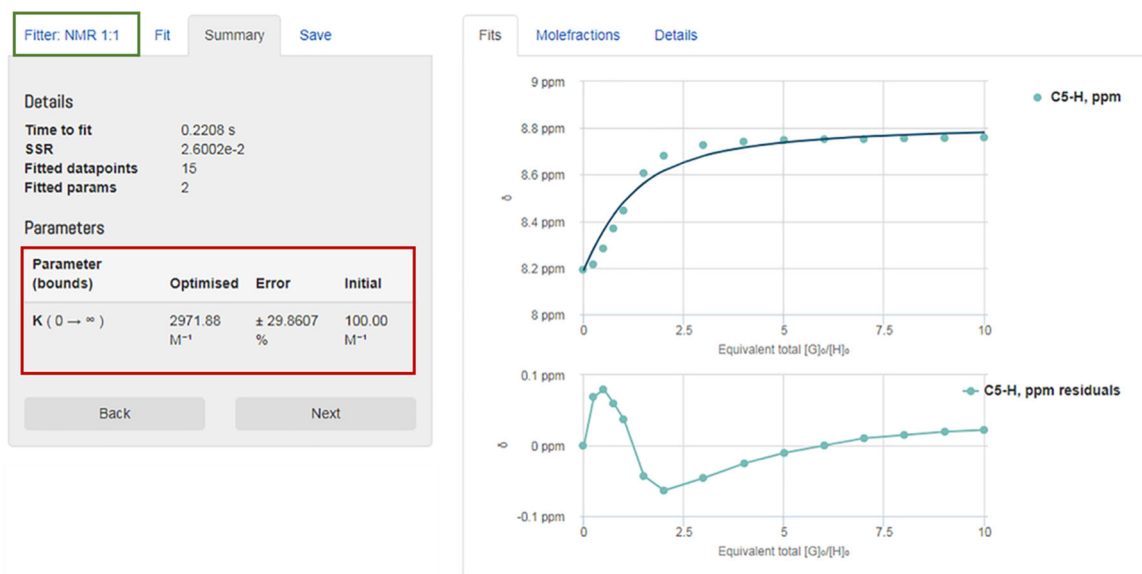 Fitter: NMR 1:1 Fit Summary Save
Details
Time to fit 0.2208 s
SSR 2.6002e-2
Fitted datapoints 15
Fitted params 2
Parameters
Parameter
(bounds) Optimised Error Initial
K ( 0 → ∞ ) 2971.88 ± 29.8607 100.00
M⁻¹ % M⁻¹
Back Next
Fits Molefractions Details
9 ppm
8.8 ppm
8.6 ppm
8.4 ppm
8.2 ppm
8 ppm
δ
0 2.5 5 7.5 10
Equivalent total [G]₀/[H]₀
C5-H, ppm
0.1 ppm
0 ppm
-0.1 ppm
δ
0 2.5 5 7.5 10
Equivalent total [G]₀/[H]₀
C5-H, ppm residuals